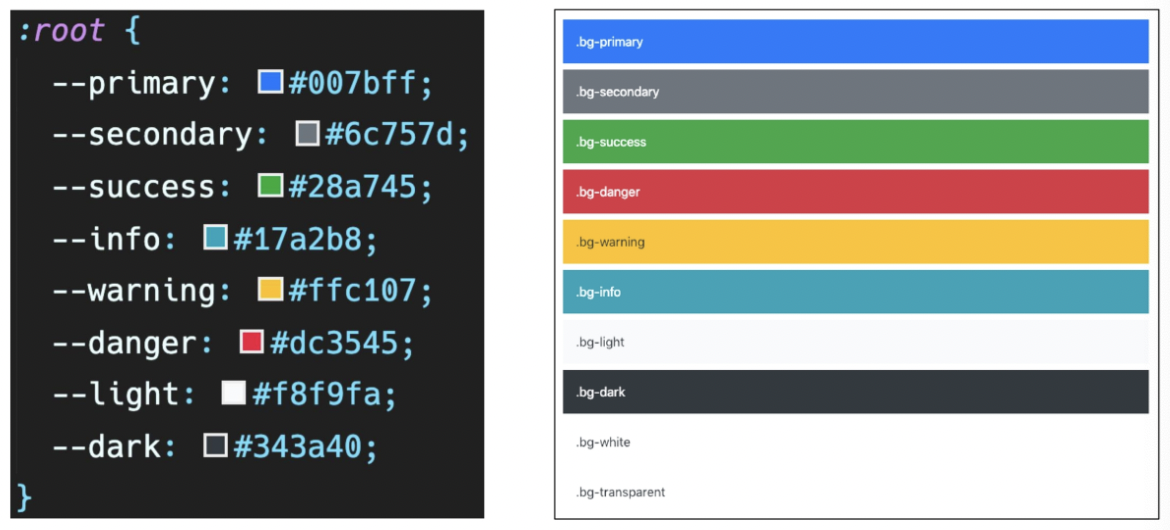 :root {
--primary: #007bff;
--secondary: #6c757d;
--success: #28a745;
--info: #17a2b8;
--warning: #ffc107;
--danger: #dc3545;
--light: #f8f9fa;
--dark: #343a40;
}
.bg-primary
.bg-secondary
.bg-success
.bg-danger
.bg-warning
.bg-info
.bg-light
.bg-dark
.bg-white
.bg-transparent